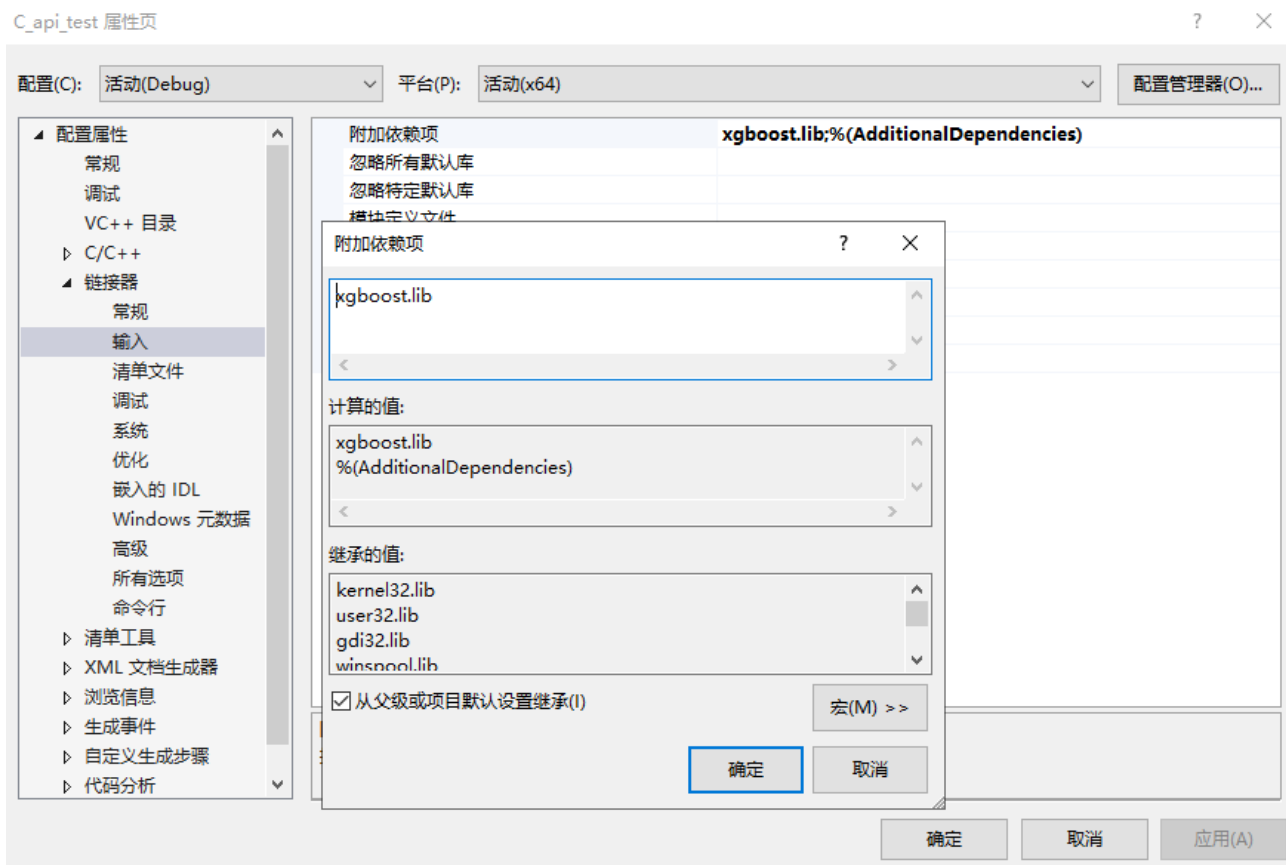 C_api_test 属性页
配置(C): 活动(Debug) 平台(P): 活动(x64) 配置管理器(O)...
配置属性
常规
调试
VC++ 目录
C/C++
链接器
常规
输入
清单文件
调试
系统
优化
嵌入的 IDL
Windows 元数据
高级
所有选项
命令行
清单工具
XML 文档生成器
浏览信息
生成事件
自定义生成步骤
代码分析
附加依赖项 xgboost.lib;%(AdditionalDependencies)
忽略所有默认库
忽略特定默认库
模块定义文件
附加依赖项
xgboost.lib
计算的值:
xgboost.lib
%(AdditionalDependencies)
继承的值:
kernel32.lib
user32.lib
gdi32.lib
winspool.lib
从父级或项目默认设置继承(I)
宏(M) >>
确定 取消
确定 取消 应用(A)